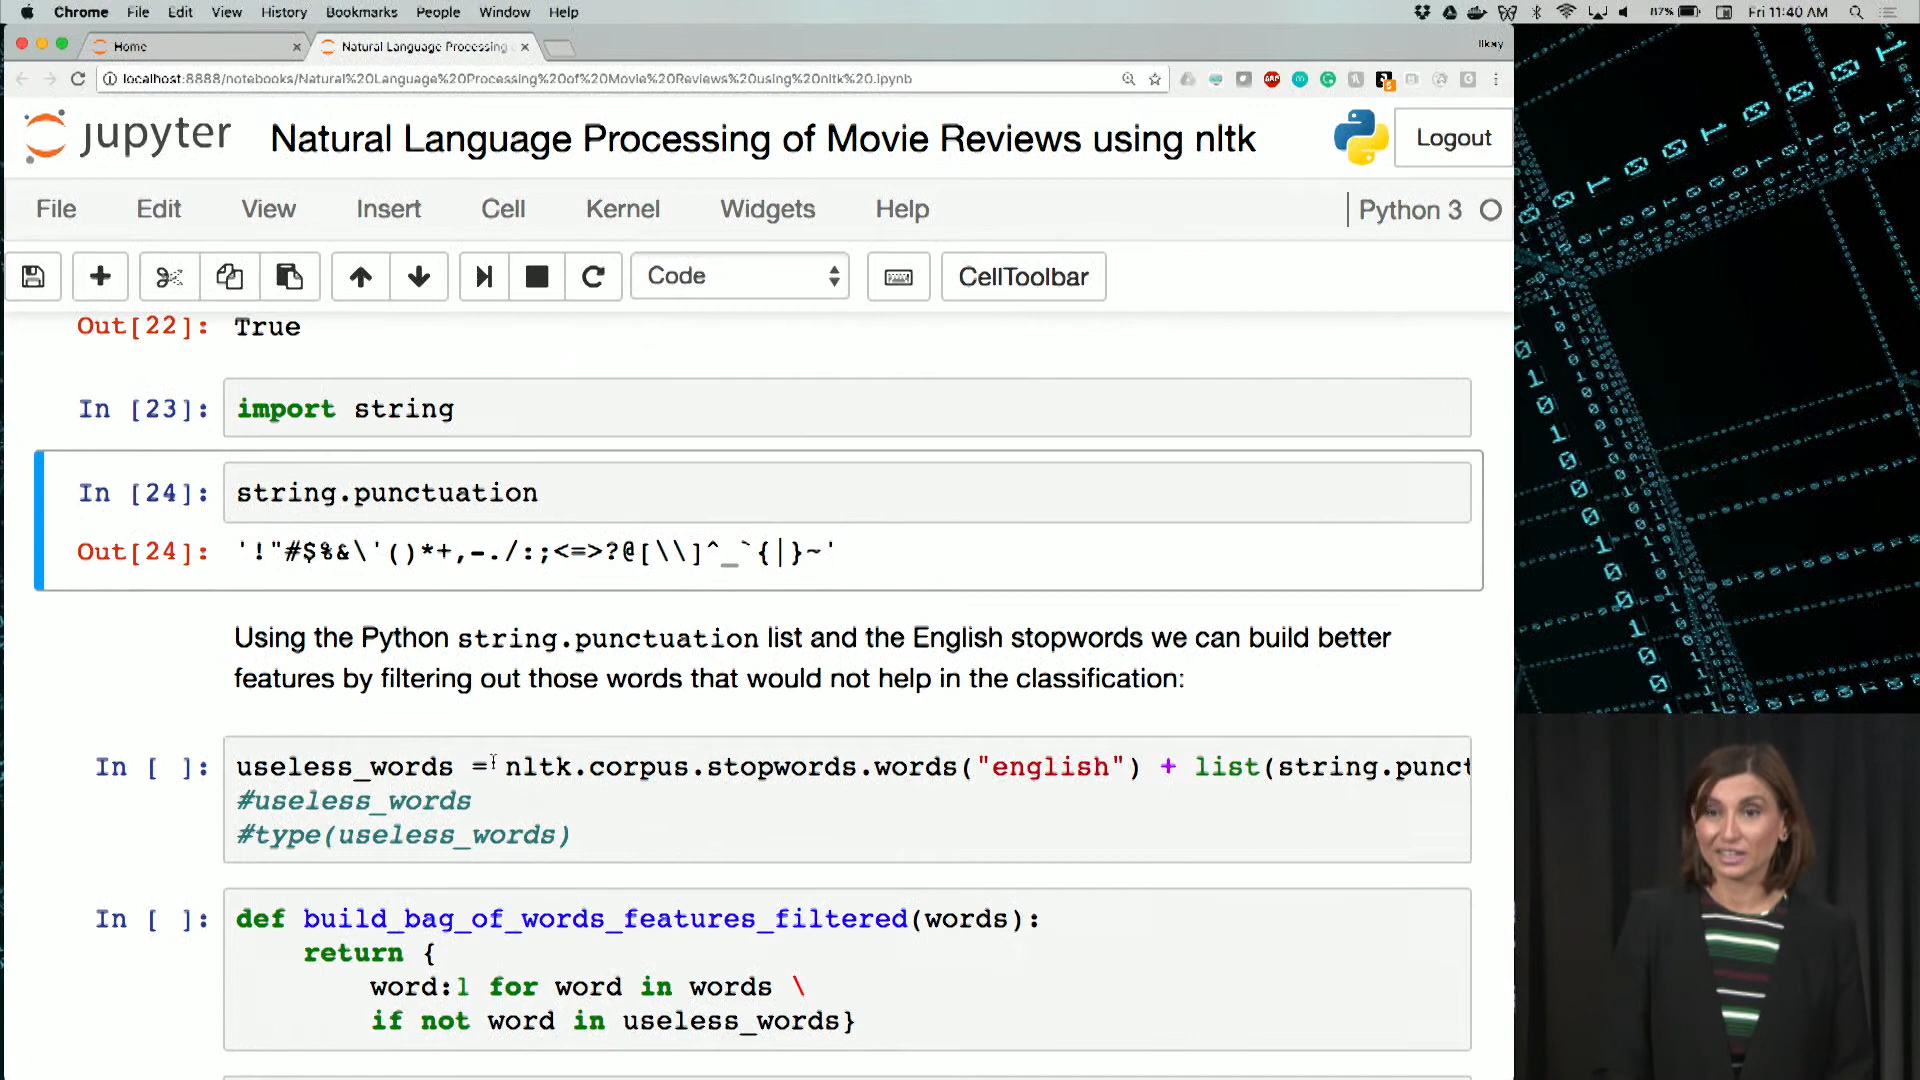 Chrome File Edit View History Bookmarks People Window Help 87% Fri 11:40 AM
Home Natural Language Processing Ilkay
localhost:8888/notebooks/Natural%20Language%20Processing%20of%20Movie%20Reviews%20using%20nltk%20.ipynb
jupyter Natural Language Processing of Movie Reviews using nltk Logout
File Edit View Insert Cell Kernel Widgets Help Python 3
Code CellToolbar
Out[22]: True
In [23]: import string
In [24]: string.punctuation
Out[24]: '!"#$%&\'()*+,-./:;<=>?@[\\]^_`{|}~'
Using the Python string.punctuation list and the English stopwords we can build better
features by filtering out those words that would not help in the classification:
In [ ]: useless_words = nltk.corpus.stopwords.words("english") + list(string.punct
#useless_words
#type(useless_words)
In [ ]: def build_bag_of_words_features_filtered(words):
return {
word:1 for word in words \
if not word in useless_words}